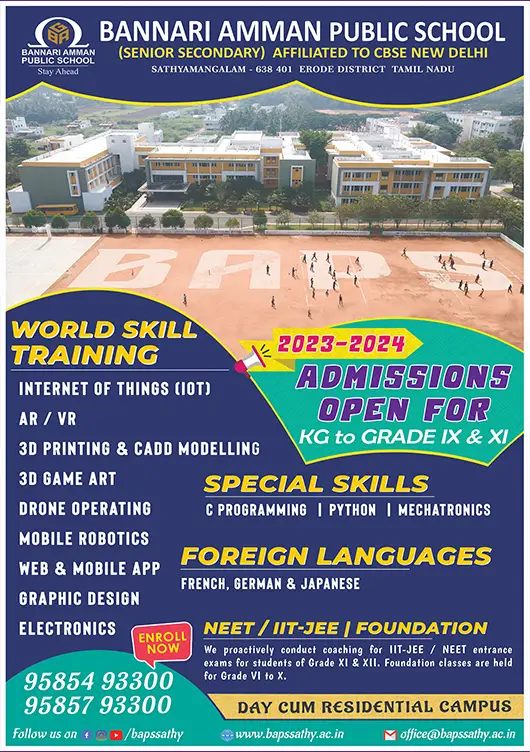 BANNARI AMMAN PUBLIC SCHOOL
(SENIOR SECONDARY) AFFILIATED TO CBSE NEW DELHI
SATHYAMANGALAM - 638 401 ERODE DISTRICT TAMIL NADU
BANNARI AMMAN
PUBLIC SCHOOL
Stay Ahead
BAPS
WORLD SKILL
TRAINING
INTERNET OF THINGS (IOT)
AR / VR
3D PRINTING & CADD MODELLING
3D GAME ART
DRONE OPERATING
MOBILE ROBOTICS
WEB & MOBILE APP
GRAPHIC DESIGN
ELECTRONICS
2023-2024
ADMISSIONS
OPEN FOR
KG to GRADE IX & XI
SPECIAL SKILLS
C PROGRAMMING | PYTHON | MECHATRONICS
FOREIGN LANGUAGES
FRENCH, GERMAN & JAPANESE
NEET / IIT-JEE | FOUNDATION
We proactively conduct coaching for IIT-JEE / NEET entrance
exams for students of Grade XI & XII. Foundation classes are held
for Grade VI to X.
ENROLL
NOW
95854 93300
95857 93300
DAY CUM RESIDENTIAL CAMPUS
Follow us on /bapssathy www.bapssathy.ac.in office@bapssathy.ac.in